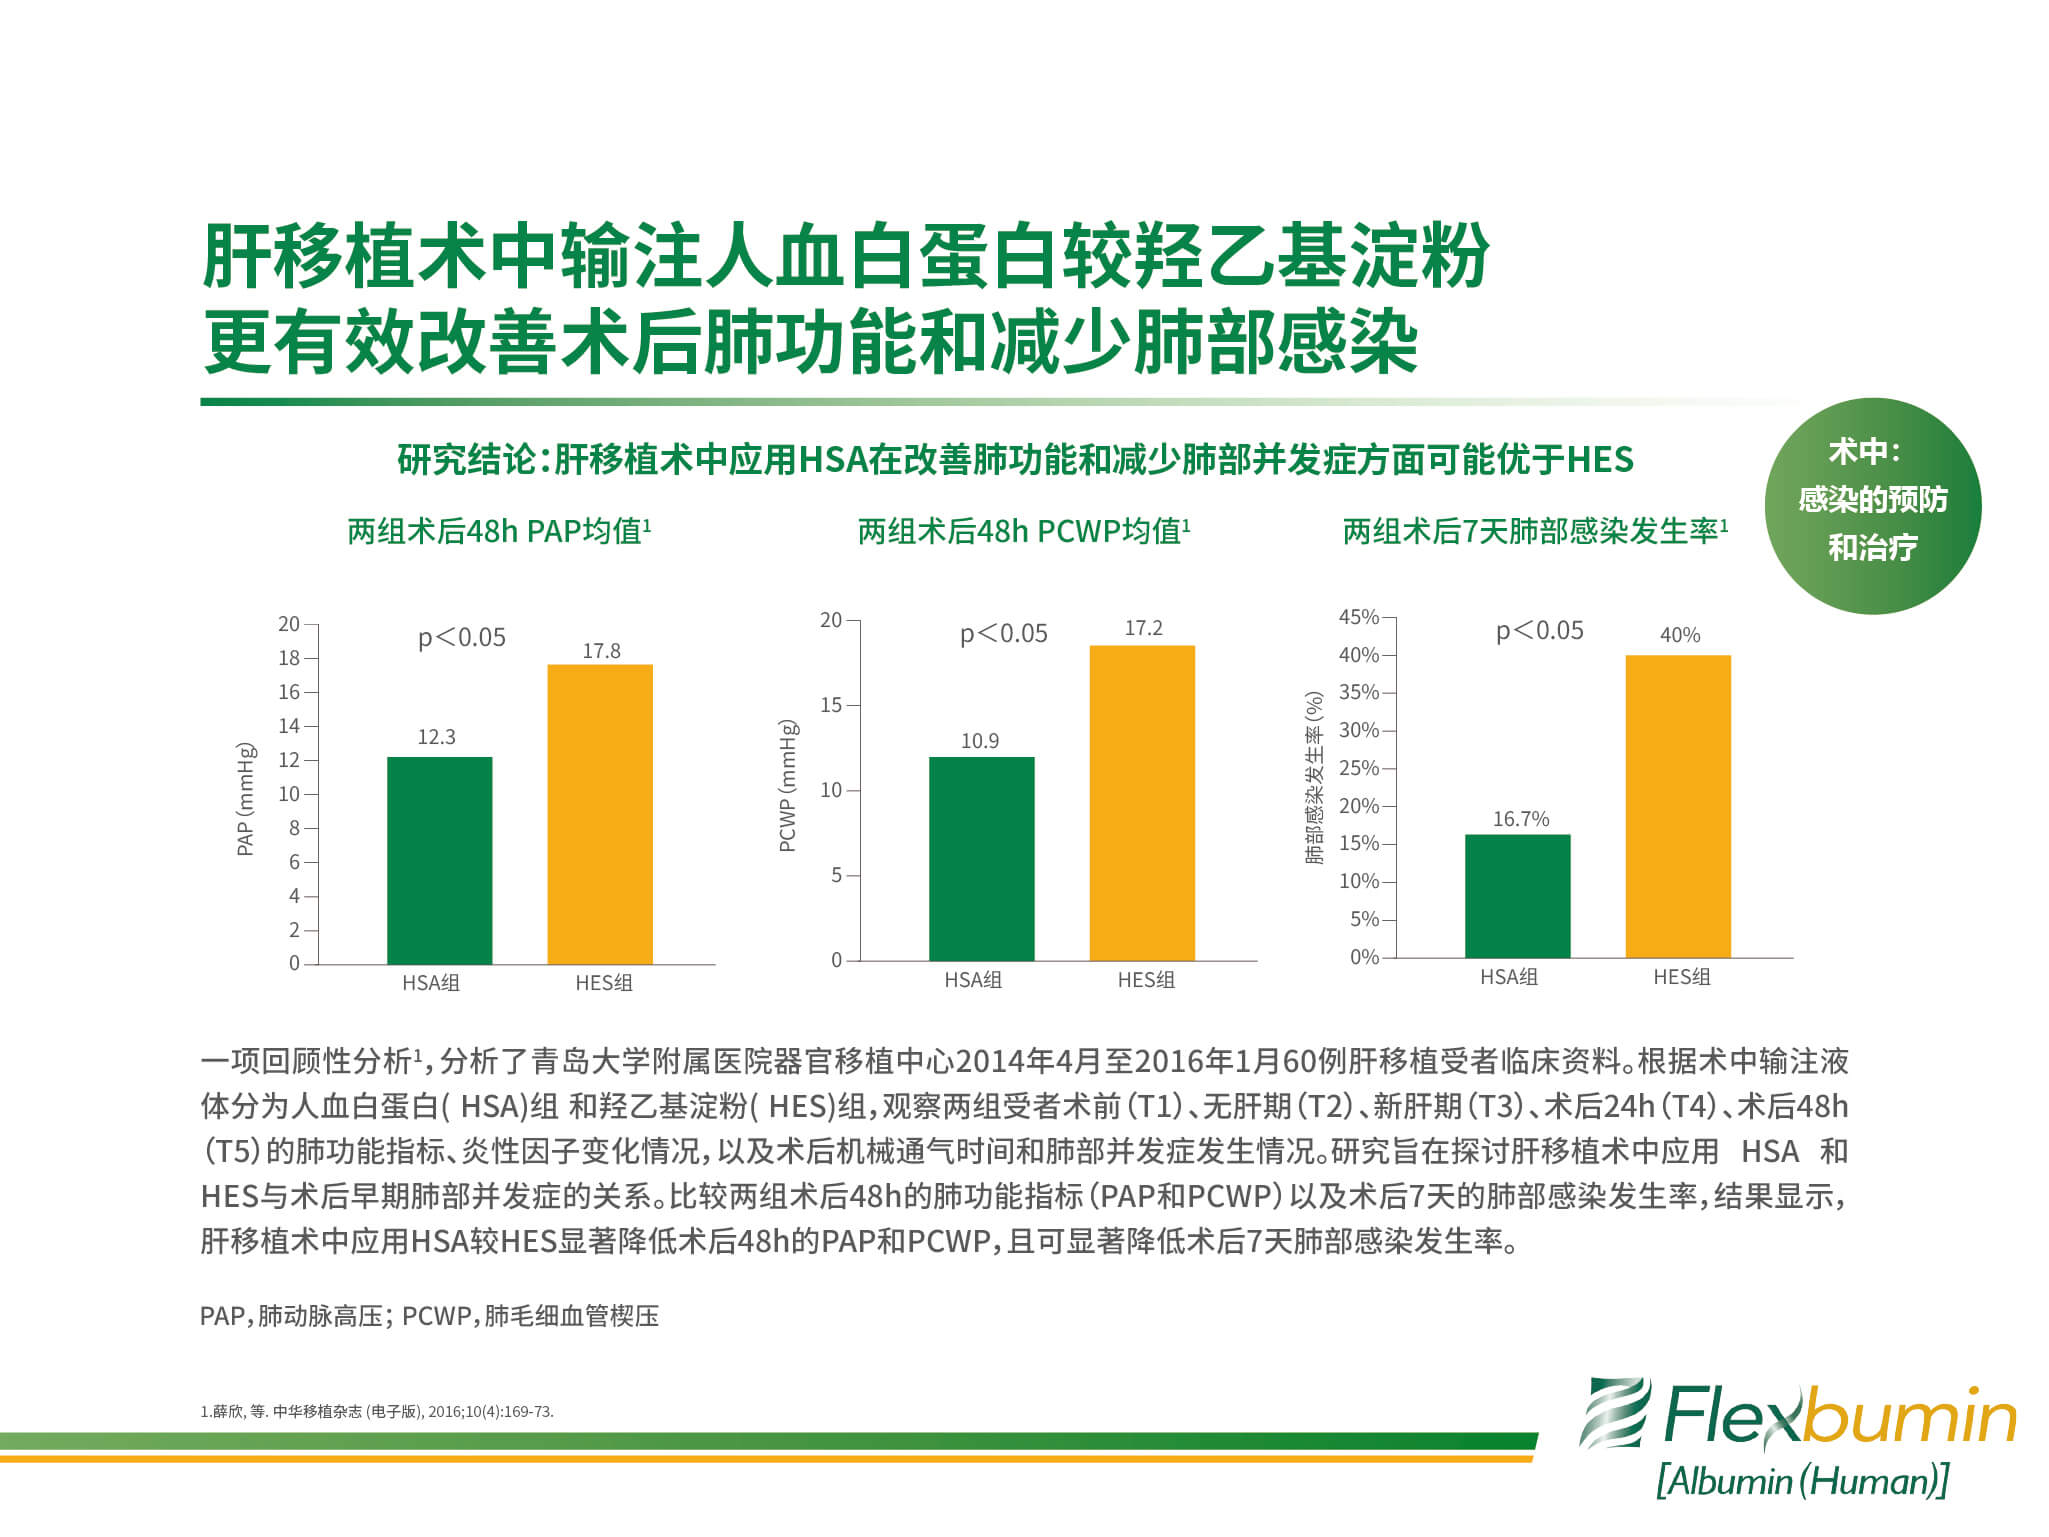 肝移植术中输注人血白蛋白较羟乙基淀粉
更有效改善术后肺功能和减少肺部感染
研究结论：肝移植术中应用HSA在改善肺功能和减少肺部并发症方面可能优于HES
术中：
感染的预防
和治疗
两组术后48h PAP均值1
PAP（mmHg）
20
18
16
14
12
10
8
6
4
2
0
p＜0.05
12.3
17.8
HSA组
HES组
两组术后48h PCWP均值1
PCWP（mmHg）
20
15
10
5
0
p＜0.05
10.9
17.2
HSA组
HES组
两组术后7天肺部感染发生率1
肺部感染发生率（%）
45%
40%
35%
30%
25%
20%
15%
10%
5%
0%
p＜0.05
16.7%
40%
HSA组
HES组
一项回顾性分析1，分析了青岛大学附属医院器官移植中心2014年4月至2016年1月60例肝移植受者临床资料。根据术中输注液
体分为人血白蛋白( HSA)组 和羟乙基淀粉( HES)组，观察两组受者术前（T1）、无肝期（T2）、新肝期（T3）、术后24h（T4）、术后48h
（T5）的肺功能指标、炎性因子变化情况，以及术后机械通气时间和肺部并发症发生情况。研究旨在探讨肝移植术中应用 HSA 和
HES与术后早期肺部并发症的关系。比较两组术后48h的肺功能指标（PAP和PCWP）以及术后7天的肺部感染发生率，结果显示，
肝移植术中应用HSA较HES显著降低术后48h的PAP和PCWP，且可显著降低术后7天肺部感染发生率。
PAP，肺动脉高压； PCWP，肺毛细血管楔压
1.薛欣, 等. 中华移植杂志 (电子版), 2016;10(4):169-73.
Flexbumin
[Albumin (Human)]